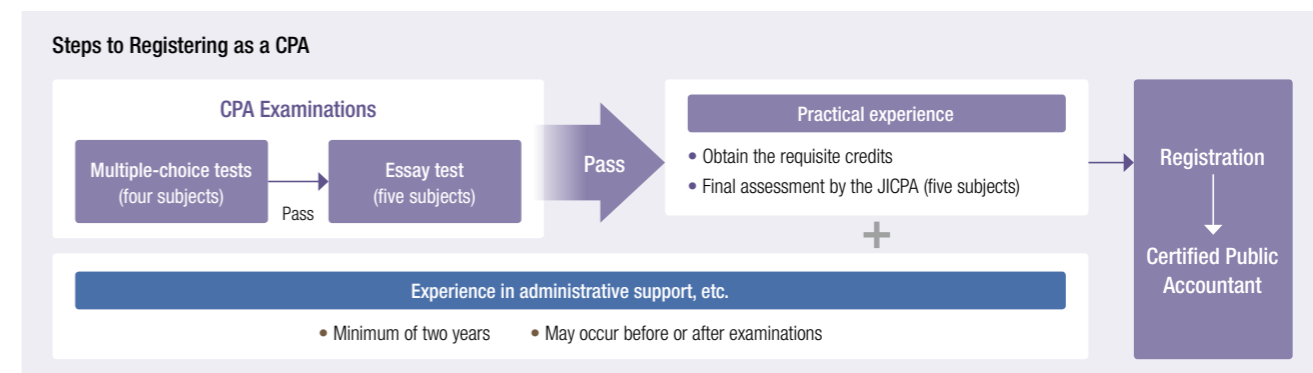 Steps to Registering as a CPA
CPA Examinations
Multiple-choice tests
(four subjects)
Pass
Essay test
(five subjects)
Pass
Practical experience
• Obtain the requisite credits
• Final assessment by the JICPA (five subjects)
+
Experience in administrative support, etc.
• Minimum of two years • May occur before or after examinations
Registration
Certified Public
Accountant